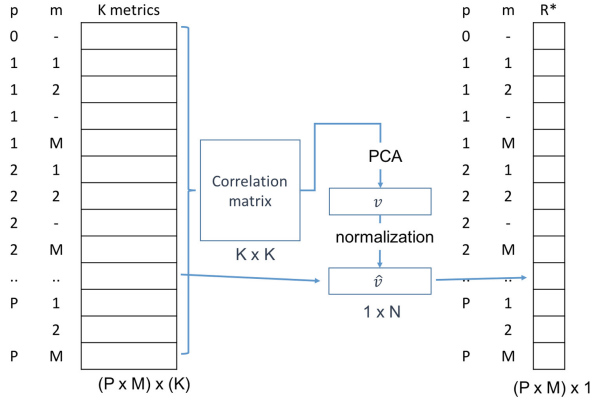 p m K metrics p m R*
0 - 0 -
1 1 1 1
1 2 1 2
1 - 1 -
1 M 1 M
2 1 2 1
2 2 2 2
2 - 2 -
2 M 2 M
.. .. .. ..
P 1 P 1
2 2
P M P M
(P x M) x (K)
Correlation
matrix
K x K
PCA
v
normalization
v̂
1 x N
(P x M) x 1